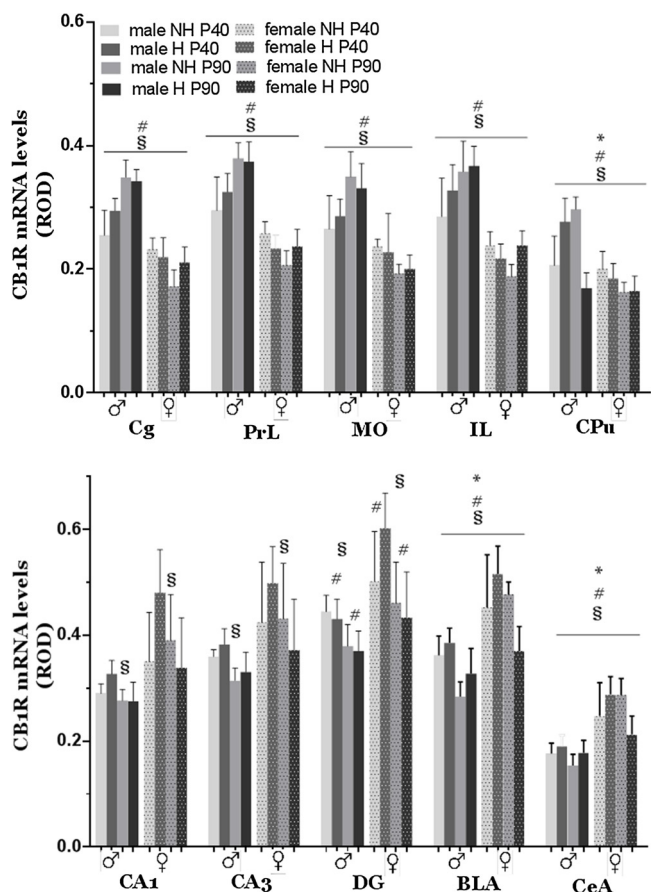 0.6
male NH P40 female NH P40
male H P40 female H P40
male NH P90 female NH P90
male H P90 female H P90
CB1R mRNA levels
(ROD)
# # # # *
§ § § § #
§
0.4
0.2
0.0
♂ ♀ ♂ ♀ ♂ ♀ ♂ ♀ ♂ ♀
Cg PrL MO IL CPu
CB1R mRNA levels
(ROD)
0.6
§ *
# #
§ § § § § § #
# # *
#
§
0.4
0.2
0.0
♂ ♀ ♂ ♀ ♂ ♀ ♂ ♀ ♂ ♀
CA1 CA3 DG BLA CeA